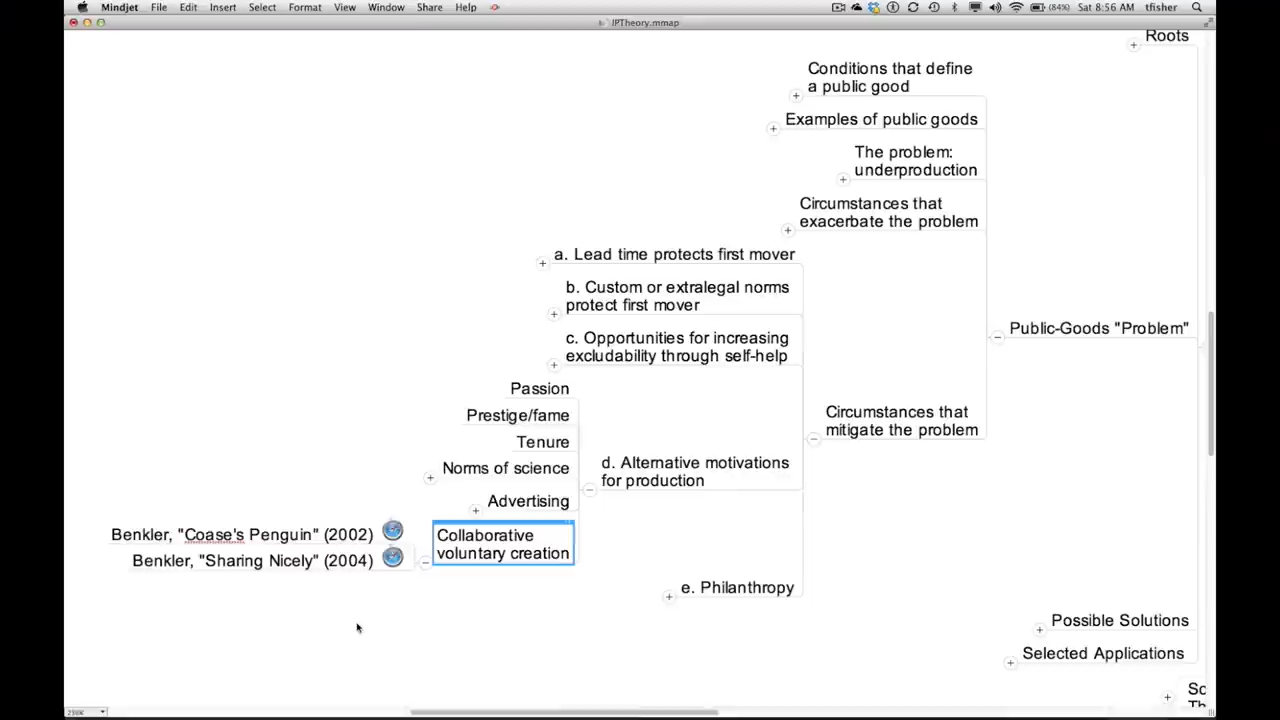 Mindjet File Edit Insert Select Format View Window Share Help (84%) Sat 8:56 AM tfisher
IPTheory.mmap
Roots
Conditions that define
a public good
Examples of public goods
The problem:
underproduction
Circumstances that
exacerbate the problem
a. Lead time protects first mover
b. Custom or extralegal norms
protect first mover
c. Opportunities for increasing
excludability through self-help
Public-Goods "Problem"
Passion
Prestige/fame
Tenure
Norms of science
Advertising
d. Alternative motivations
for production
Circumstances that
mitigate the problem
Benkler, "Coase's Penguin" (2002)
Benkler, "Sharing Nicely" (2004)
Collaborative
voluntary creation
e. Philanthropy
Possible Solutions
Selected Applications